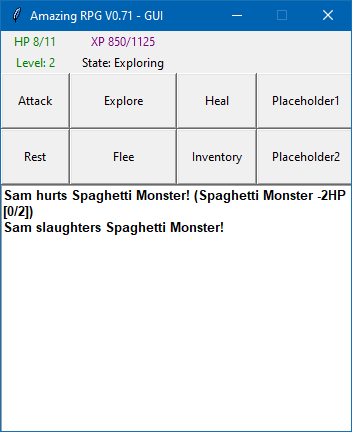 Amazing RPG V0.71 - GUI
HP 8/11 XP 850/1125
Level: 2 State: Exploring
Attack Explore Heal Placeholder1
Rest Flee Inventory Placeholder2
Sam hurts Spaghetti Monster! (Spaghetti Monster -2HP
[0/2])
Sam slaughters Spaghetti Monster!